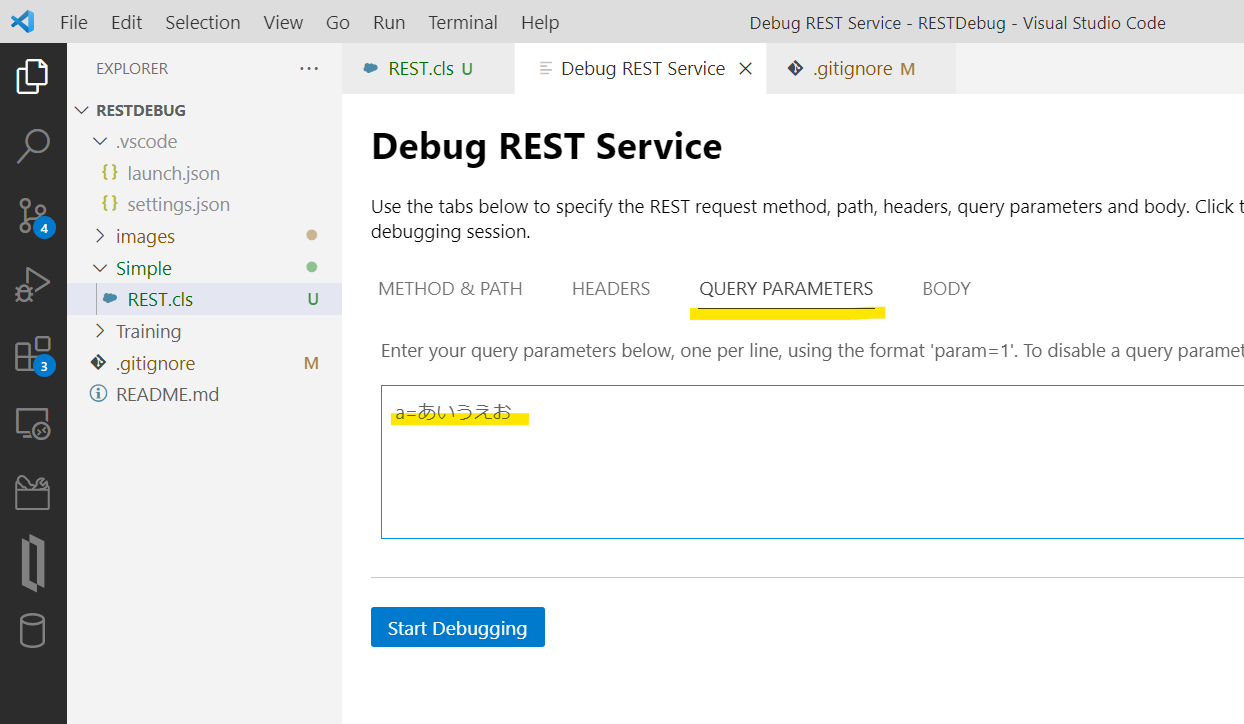 File Edit Selection View Go Run Terminal Help
Debug REST Service - RESTDebug - Visual Studio Code
EXPLORER ...
RESTDEBUG
.vscode
{} launch.json
{} settings.json
images
Simple
REST.cls U
Training
.gitignore M
README.md
4
3
REST.cls U
Debug REST Service
.gitignore M
Debug REST Service
Use the tabs below to specify the REST request method, path, headers, query parameters and body. Click
debugging session.
METHOD & PATH HEADERS QUERY PARAMETERS BODY
Enter your query parameters below, one per line, using the format 'param=1'. To disable a query
a=あいうえお
Start Debugging